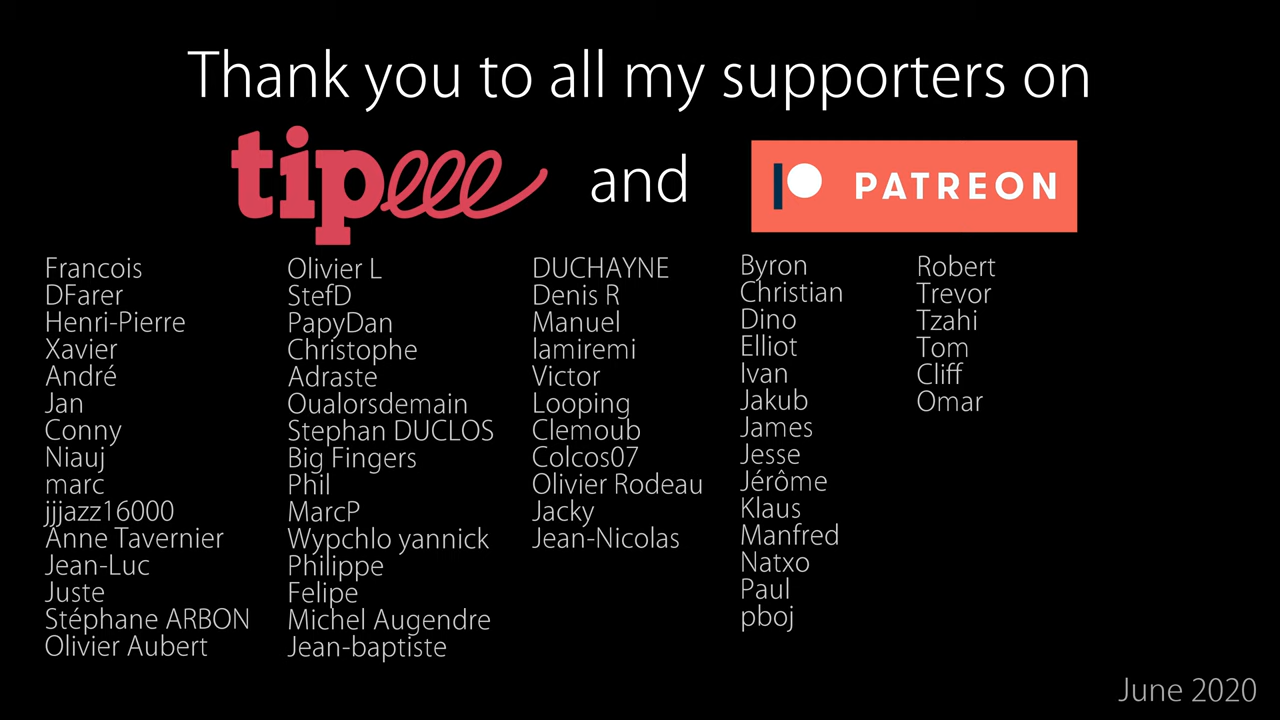 Thank you to all my supporters on
tipeee and PATREON
Francois
DFarer
Henri-Pierre
Xavier
André
Jan
Conny
Niauj
marc
jjjazz16000
Anne Tavernier
Jean-Luc
Juste
Stéphane ARBON
Olivier Aubert
Olivier L
StefD
PapyDan
Christophe
Adraste
Oualorsdemain
Stephan DUCLOS
Big Fingers
Phil
MarcP
Wypchlo yannick
Philippe
Felipe
Michel Augendre
Jean-baptiste
DUCHAYNE
Denis R
Manuel
lamiremi
Victor
Looping
Clemoub
Colcos07
Olivier Rodeau
Jacky
Jean-Nicolas
Byron
Christian
Dino
Elliot
Ivan
Jakub
James
Jesse
Jérôme
Klaus
Manfred
Natxo
Paul
pboj
Robert
Trevor
Tzahi
Tom
Cliff
Omar
June 2020